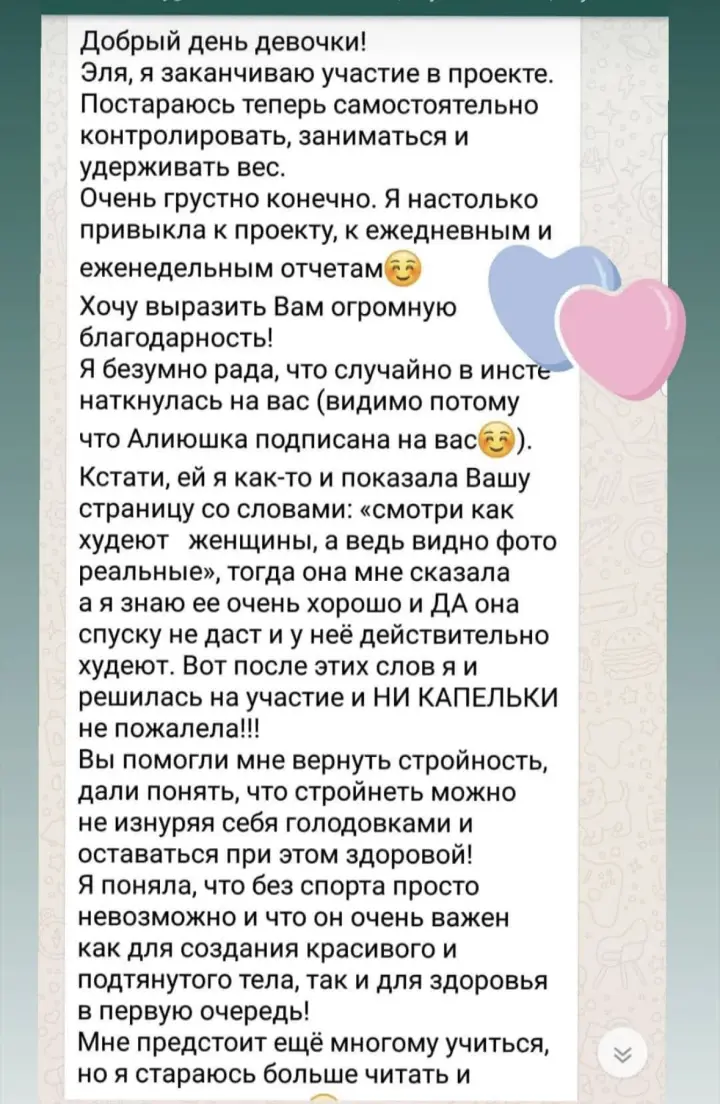 Добрый день девочки!
Эля, я заканчиваю участие в проекте.
Постараюсь теперь самостоятельно
контролировать, заниматься и
удерживать вес.
Очень грустно конечно. Я настолько
привыкла к проекту, к ежедневным и
еженедельным отчетам☺️
Хочу выразить Вам огромную
благодарность!
Я безумно рада, что случайно в инсте
наткнулась на вас (видимо потому
что Алиюшка подписана на вас☺️).
Кстати, ей я как-то и показала Вашу
страницу со словами: «смотри как
худеют   женщины, а ведь видно фото
реальные», тогда она мне сказала
а я знаю ее очень хорошо и ДА она
спуску не даст и у неё действительно
худеют. Вот после этих слов я и
решилась на участие и НИ КАПЕЛЬКИ
не пожалела!!!
Вы помогли мне вернуть стройность,
дали понять, что стройнеть можно
не изнуряя себя голодовками и
оставаться при этом здоровой!
Я поняла, что без спорта просто
невозможно и что он очень важен
как для создания красивого и
подтянутого тела, так и для здоровья
в первую очередь!
Мне предстоит ещё многому учиться,
но я стараюсь больше читать и